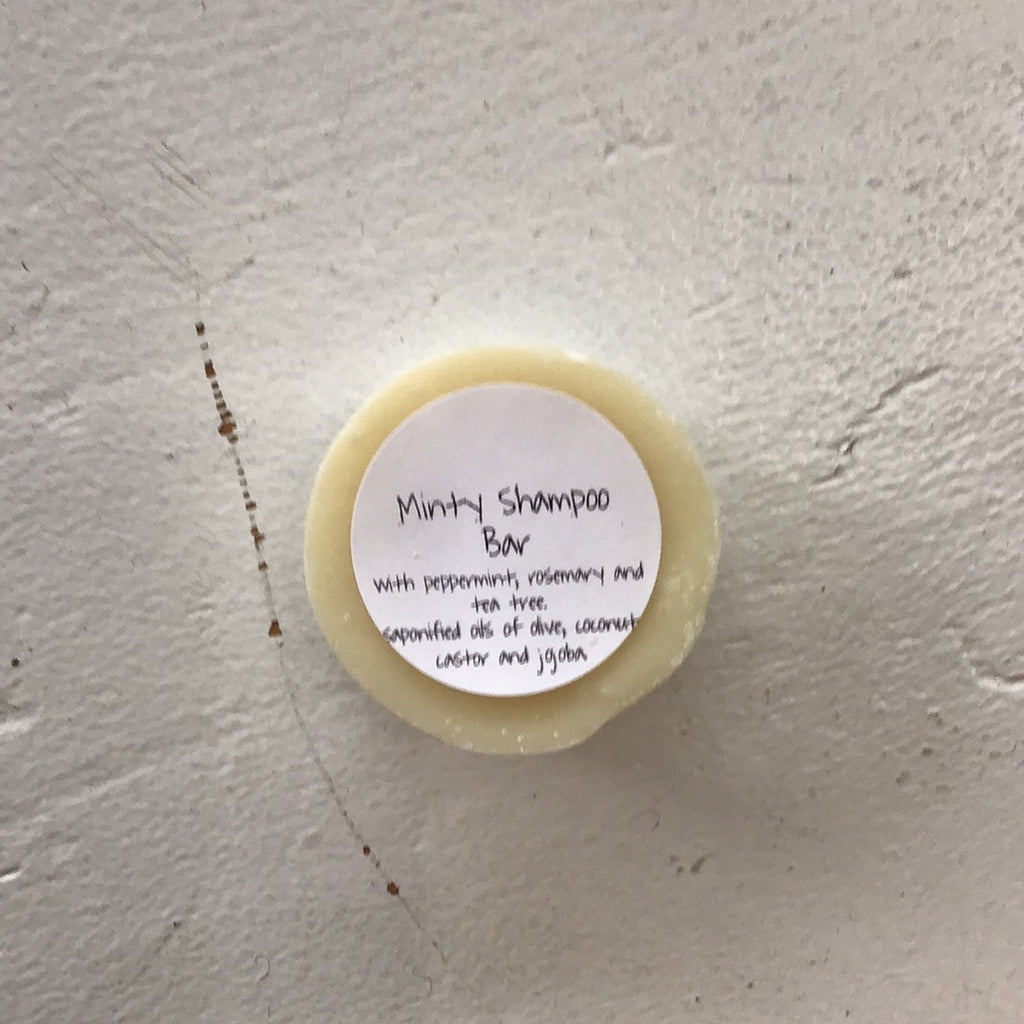 Minty Shampoo
Bar
with peppermint, rosemary and
tea tree.
saponified oils of olive, coconut
castor and jojoba